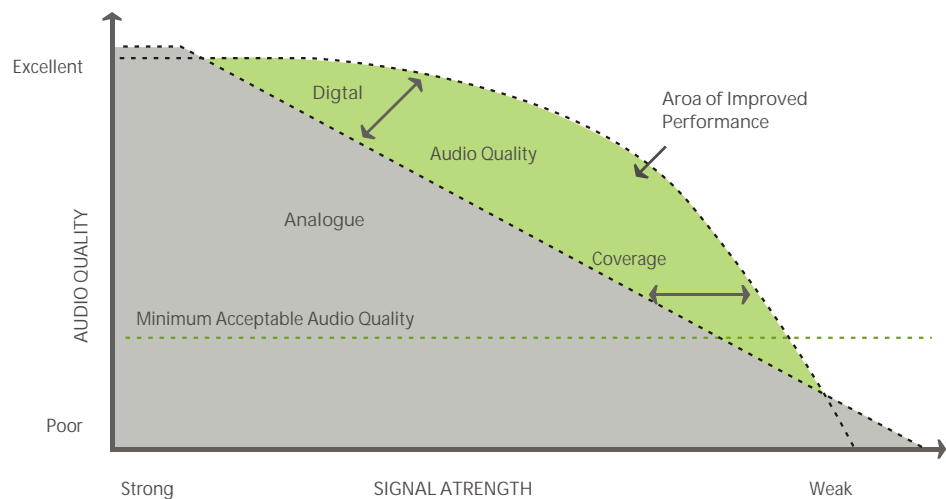 Excellent
Digtal
Aroa of Improved
Performance
Audio Quality
Analogue
Coverage
AUDIO QUALITY
Minimum Acceptable Audio Quality
Poor
Strong
SIGNAL ATRENGTH
Weak